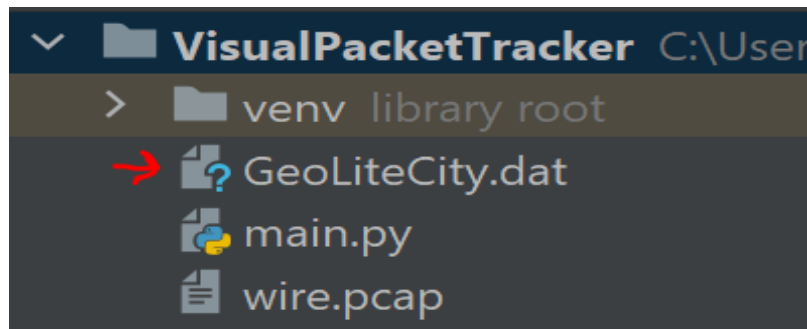 VisualPacketTracker C:\User
venv library root
GeoLiteCity.dat
main.py
wire.pcap